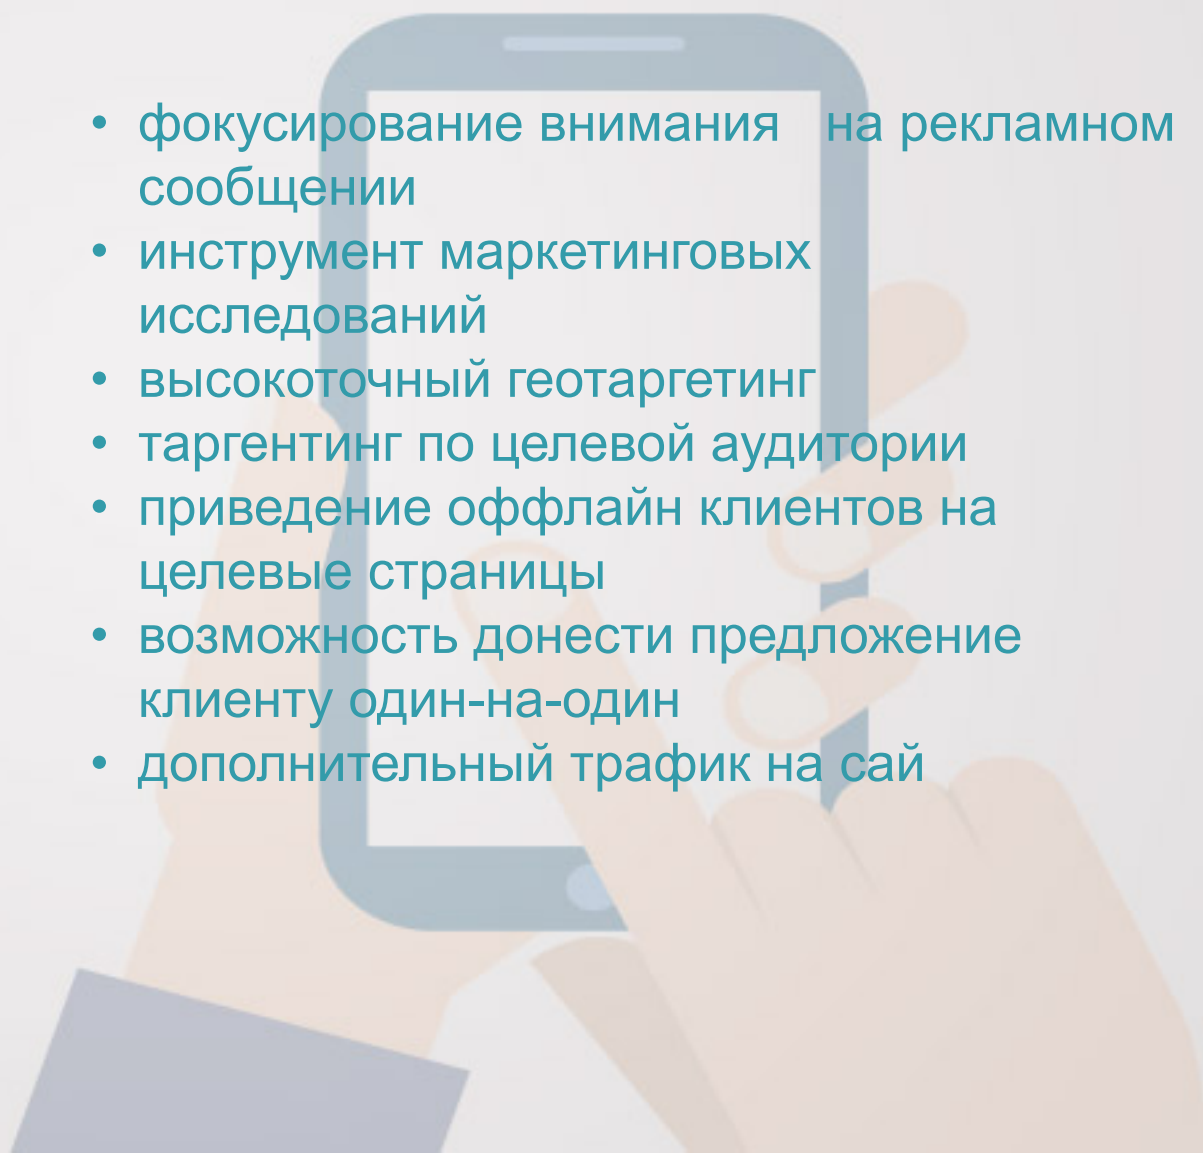 • фокусирование внимания на рекламном
сообщении
• инструмент маркетинговых
исследований
• высокоточный геотаргетинг
• таргентинг по целевой аудитории
• приведение оффлайн клиентов на
целевые страницы
• возможность донести предложение
клиенту один-на-один
• дополнительный трафик на сай